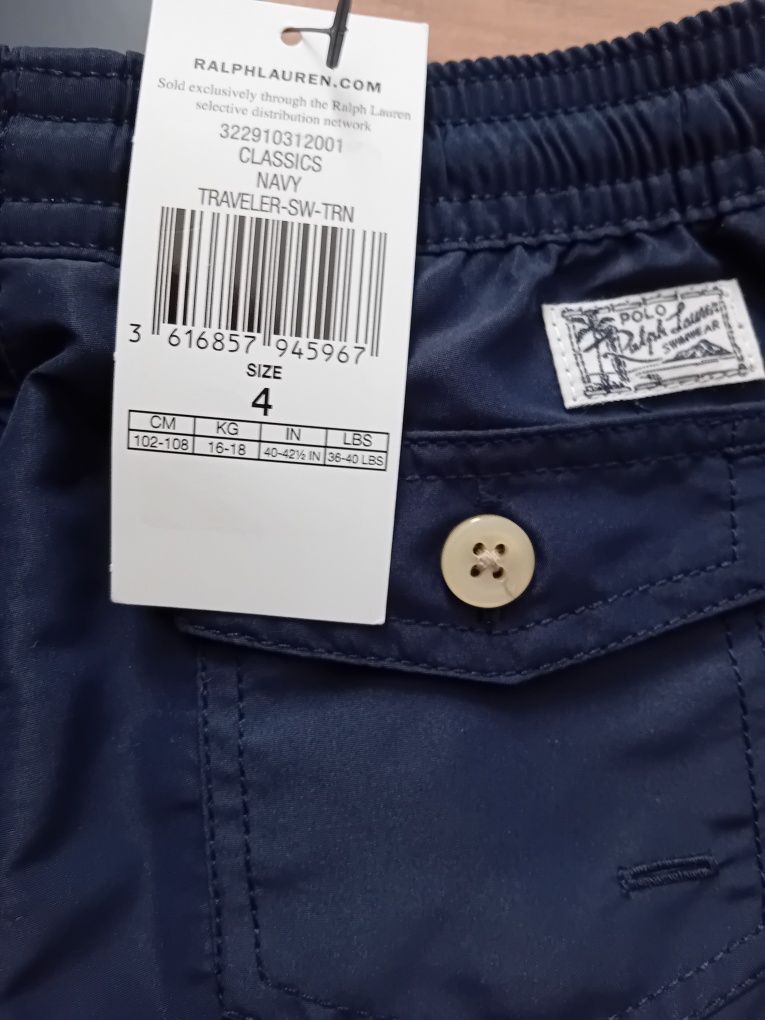 RALPHLAUREN.COM
Sold exclusively through the Ralph Lauren
selective distribution network
322910312001
CLASSICS
NAVY
TRAVELER-SW-TRN
3 616857 945967
SIZE
4
CM KG IN LBS
102-108 16-18 40-42½ IN 36-40 LBS
POLO
Ralph Lauren
SWIMWEAR